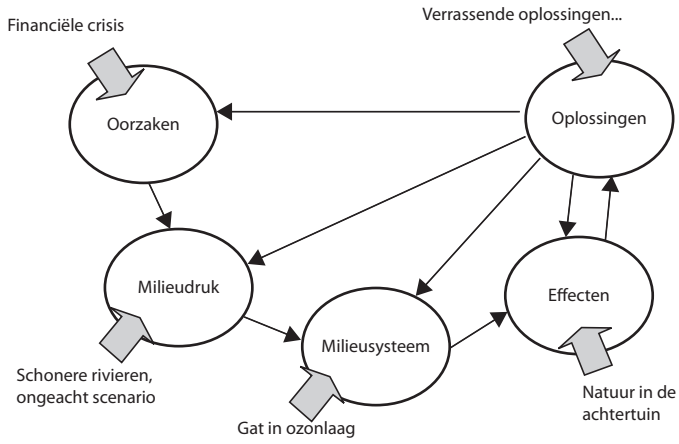 Financiële crisis
Verrassende oplossingen...
Oorzaken
Oplossingen
Milieudruk
Effecten
Milieusysteem
Schonere rivieren,
ongeacht scenario
Gat in ozonlaag
Natuur in de
achtertuin